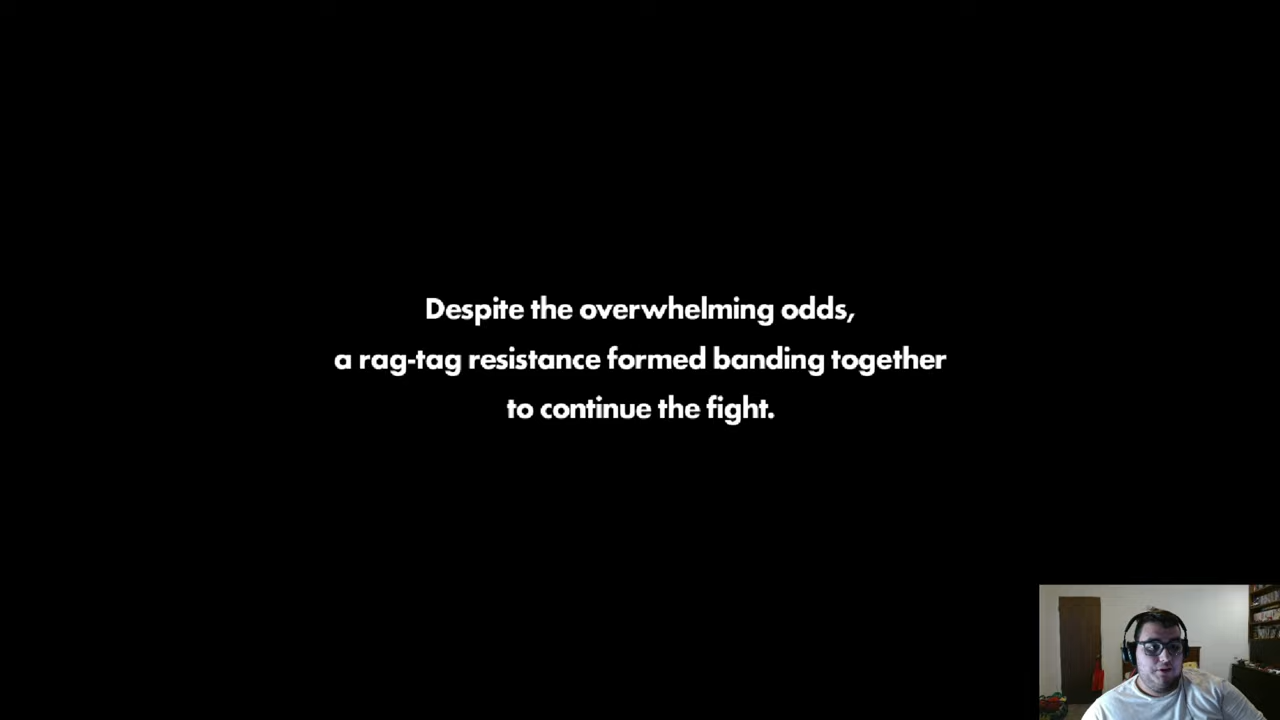 Despite the overwhelming odds,
a rag-tag resistance formed banding together
to continue the fight.